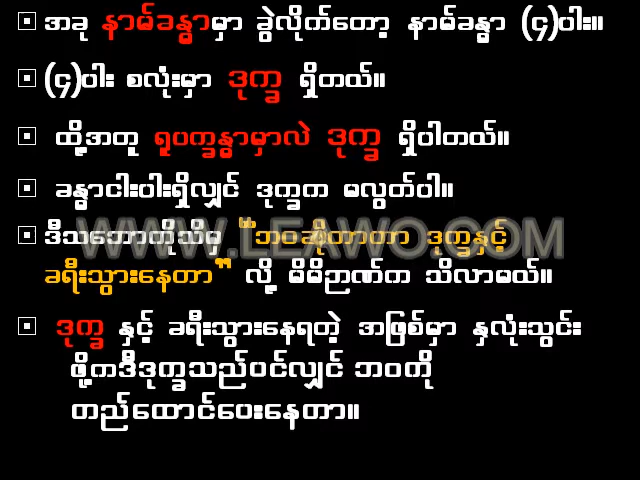 အခု နာမ်ခန္ဓာမှာ ခွဲလိုက်တော့ နာမ်ခန္ဓာ (၄)ပါး။
(၄)ပါး စလုံးမှာ ဒုက္ခ ရှိတယ်။
ထို့အတူ ရူပက္ခန္ဓာမှာလဲ ဒုက္ခ ရှိပါတယ်။
ခန္ဓာငါးပါးရှိလျှင် ဒုက္ခက မလွတ်ပါ။
ဒီသဘောကိုသိမှ "ဘဝဆိုတာဟာ ဒုက္ခနှင့်
ခရီးသွားနေတာ" လို့ မိမိဉာဏ်က သိလာမယ်။
WWW.LEAWO.COM
ဒုက္ခ နှင့် ခရီးသွားနေရတဲ့ အဖြစ်မှာ နှလုံးသွင်း
ဖို့ကဒီဒုက္ခသည်ပင်လျှင် ဘဝကို
တည်ထောင်ပေးနေတာ။